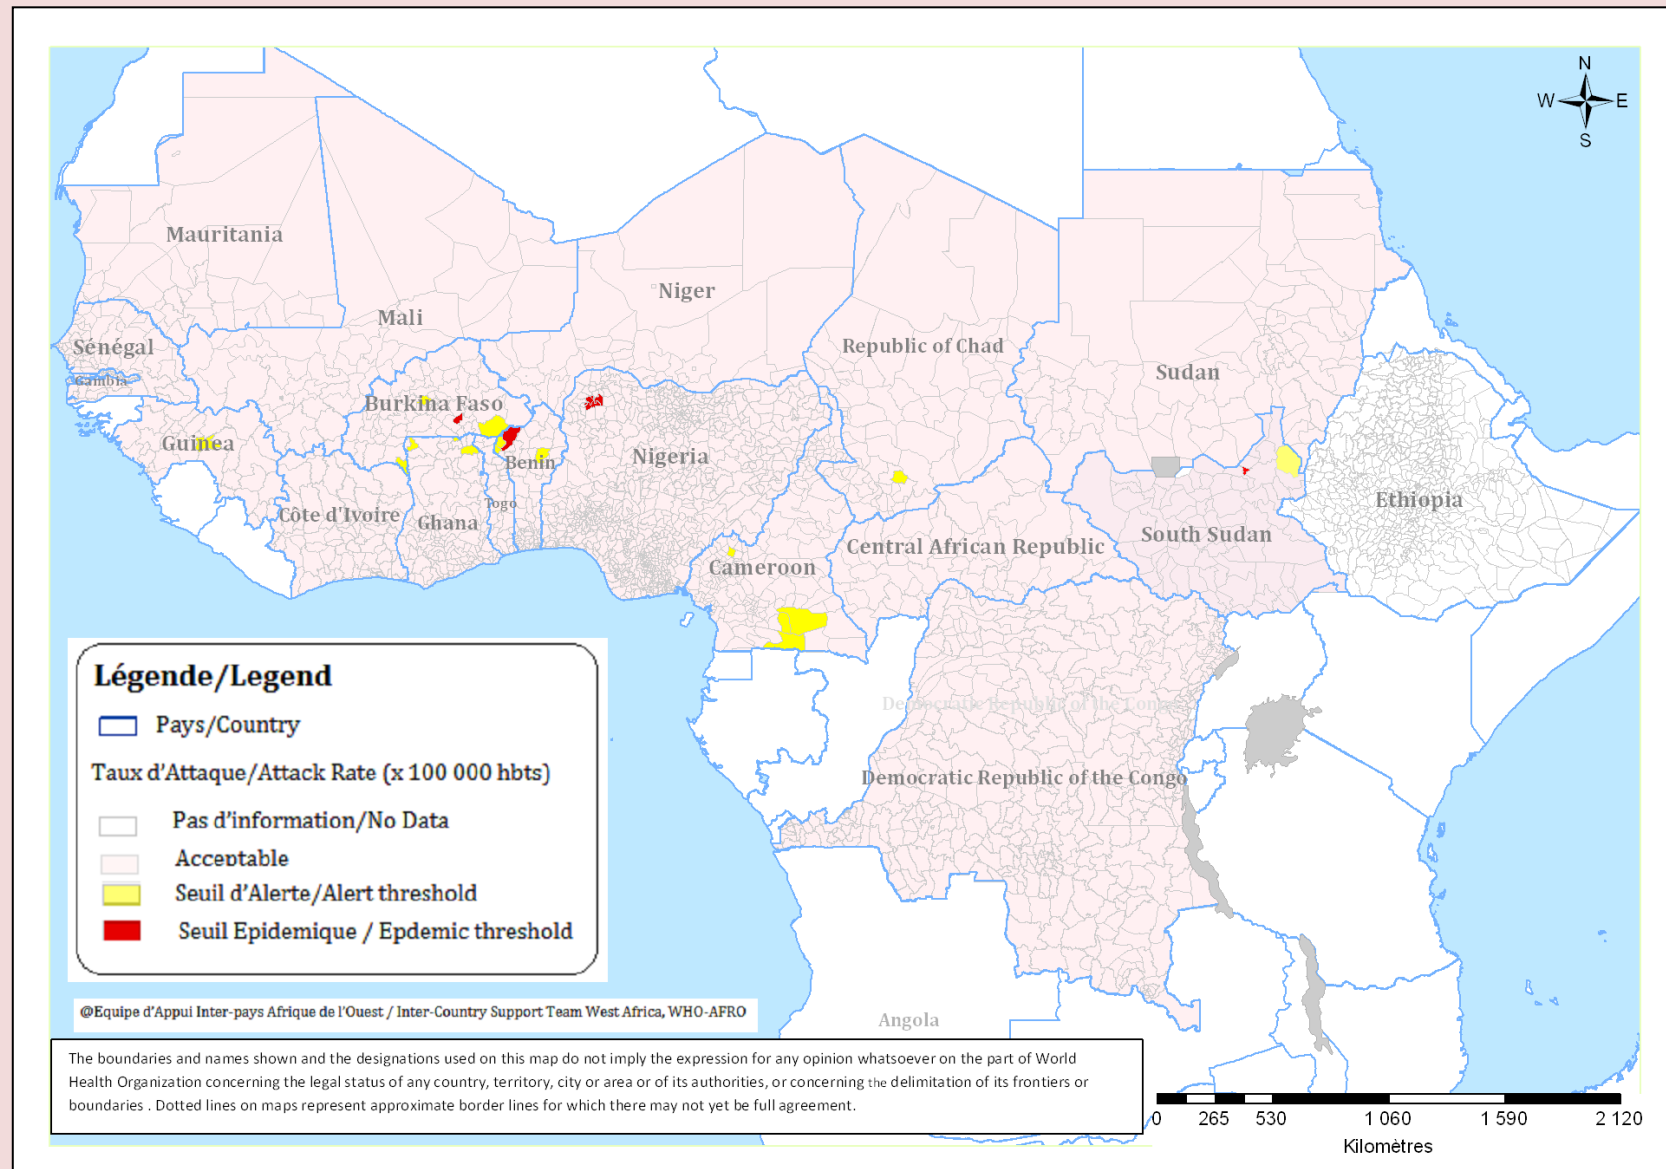 N
W E
S
Mauritania
Mali
Niger
Republic of Chad
Sudan
Sénégal
Gambia
Burkina Faso
Guinea
Benin
Nigeria
Togo
Côte d'Ivoire
Ghana
Ethiopia
South Sudan
Central African Republic
Cameroon
Democratic Republic of the Congo
Democratic Republic of the Congo
Angola
Légende/Legend
Pays/Country
Taux d'Attaque/Attack Rate (x 100 000 hbts)
Pas d'information/No Data
Acceptable
Seuil d'Alerte/Alert threshold
Seuil Epidemique / Epdemic threshold
@Equipe d'Appui Inter-pays Afrique de l'Ouest / Inter-Country Support Team West Africa, WHO-AFRO
The boundaries and names shown and the designations used on this map do not imply the expression for any opinion whatsoever on the part of World
Health Organization concerning the legal status of any country, territory, city or area or of its authorities, or concerning the delimitation of its frontiers or
boundaries . Dotted lines on maps represent approximate border lines for which there may not yet be full agreement.
0 265 530 1 060 1 590 2 120
Kilomètres